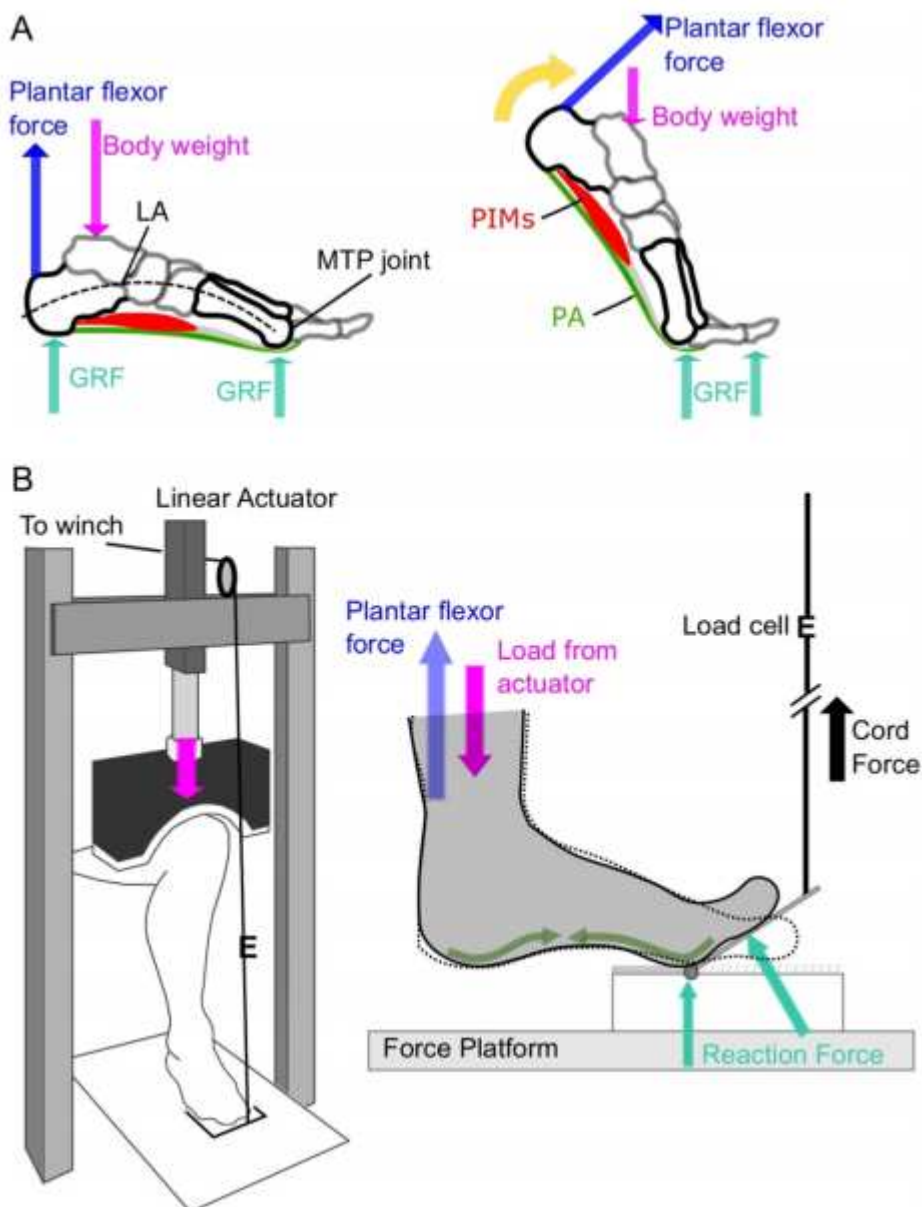 A
Plantar flexor
force
Body weight
LA
MTP joint
GRF
GRF
Plantar flexor
force
Body weight
PIMs
PA
GRF
B
Linear Actuator
To winch
E
Plantar flexor
force
Load from
actuator
Load cell E
Cord
Force
Force Platform
Reaction Force